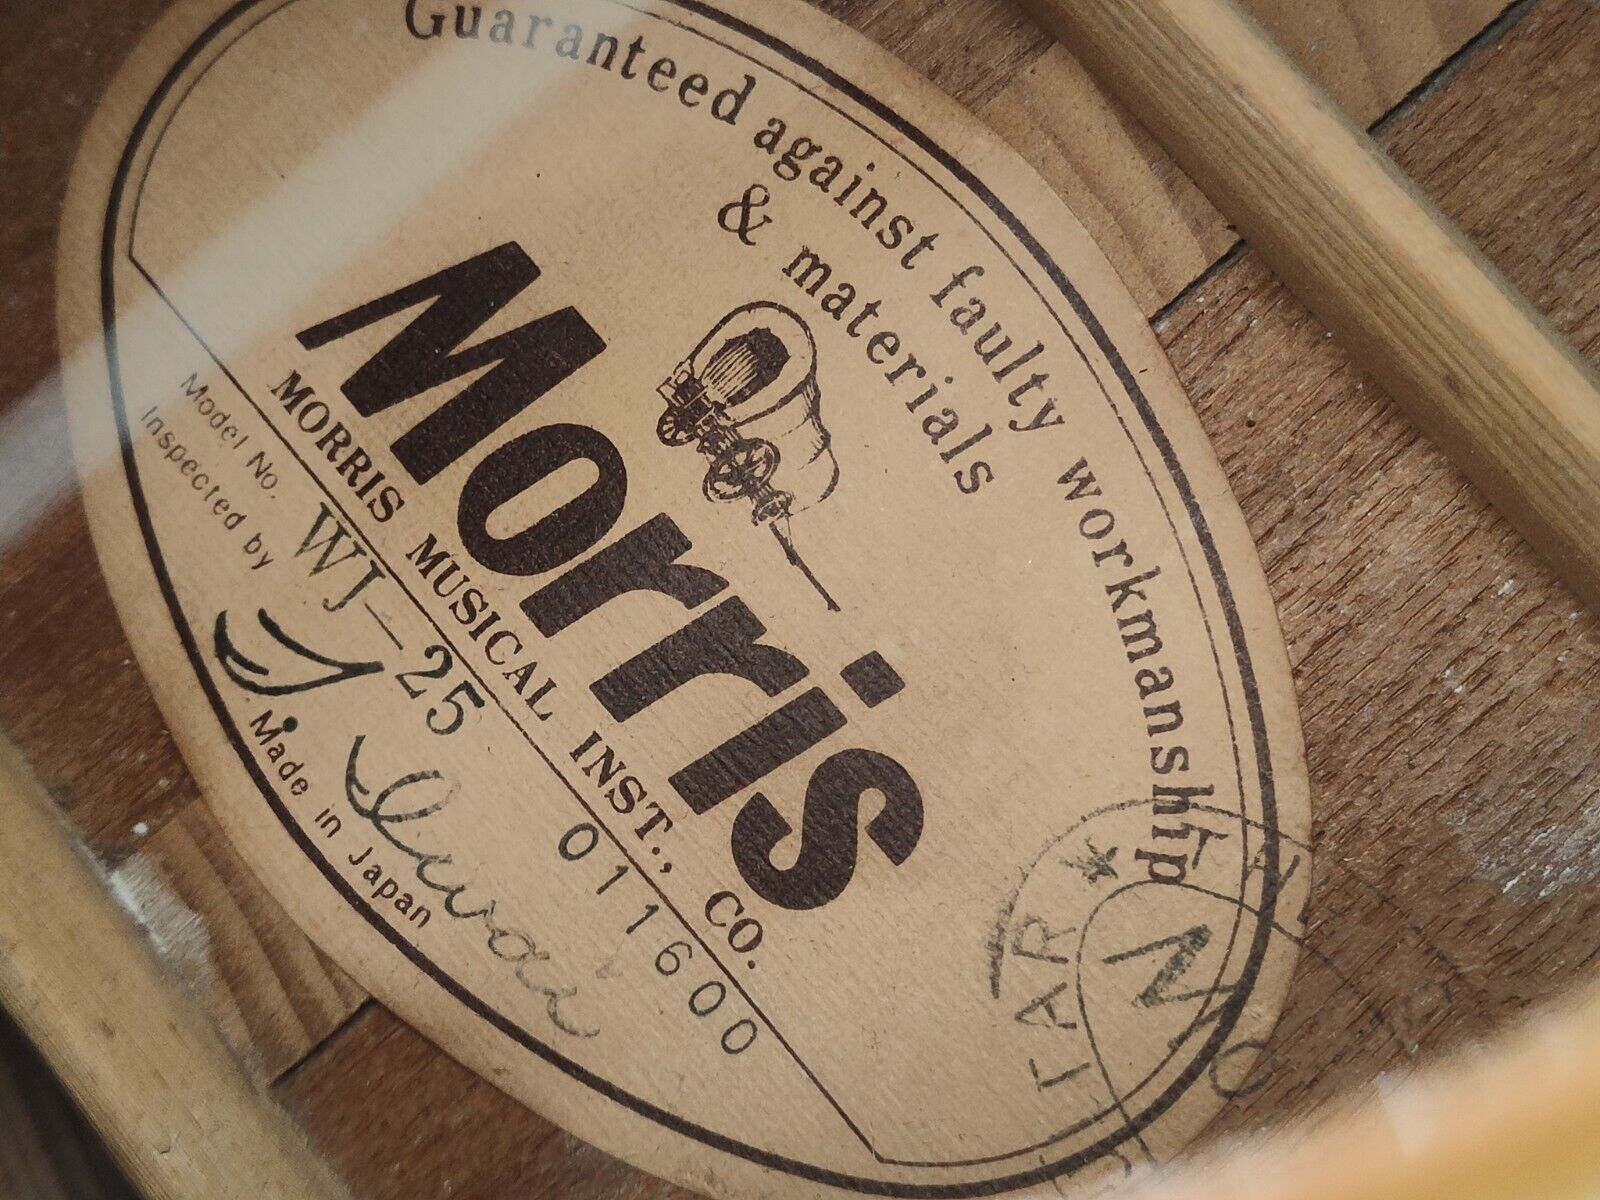 Guaranteed against faulty workmanship
& materials
Morris
MORRIS MUSICAL INST., CO.
Model No. WJ-25 011600
Inspected by
Made in Japan
TAR ★
N